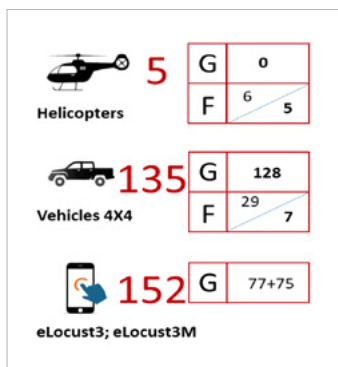 5
G 0
F 6 5
Helicopters
135
G 128
F 29 7
Vehicles 4X4
152
G 77+75
eLocust3; eLocust3M